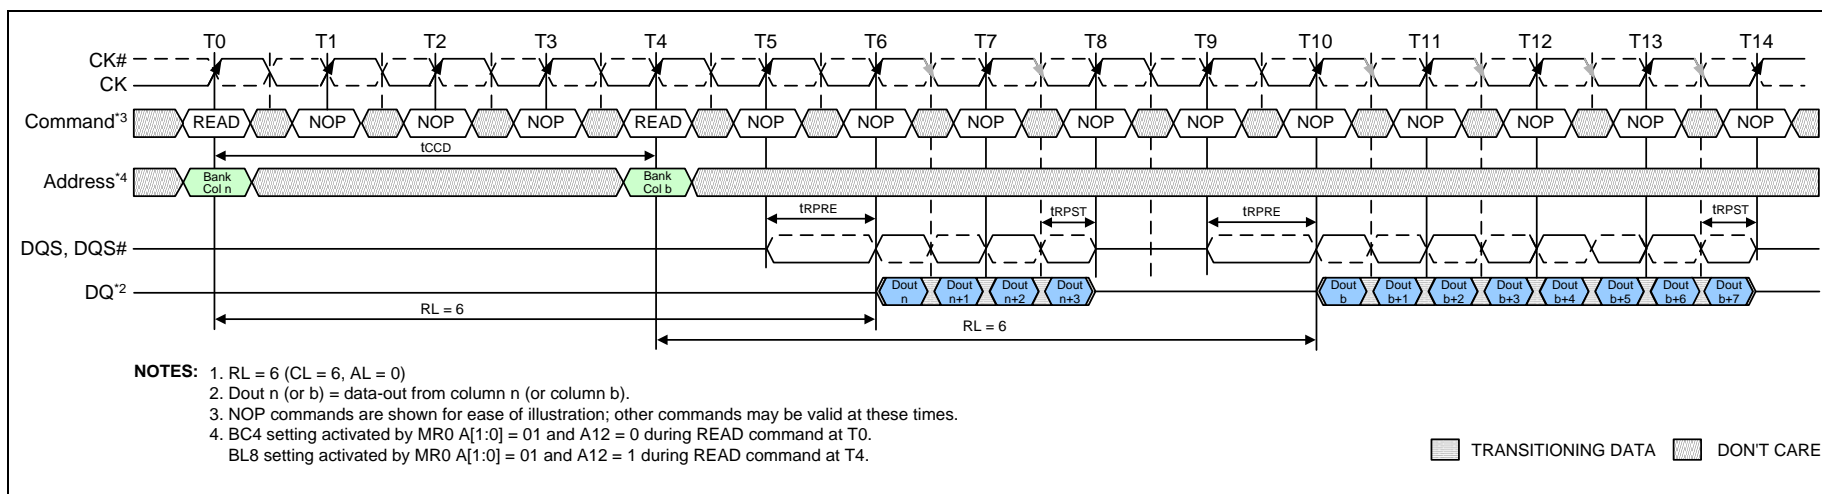 T0 T1 T2 T3 T4 T5 T6 T7 T8 T9 T10 T11 T12 T13 T14
CK#
CK
Command*3 READ NOP NOP NOP READ NOP NOP NOP NOP NOP NOP NOP NOP NOP NOP
tCCD
Address*4 Bank Col n Bank Col b
tRPRE tRPST tRPRE tRPST
DQS, DQS#
DQ*2 Dout n Dout n+1 Dout n+2 Dout n+3 Dout b Dout b+1 Dout b+2 Dout b+3 Dout b+4 Dout b+5 Dout b+6 Dout b+7
RL = 6
RL = 6
NOTES: 1. RL = 6 (CL = 6, AL = 0)
2. Dout n (or b) = data-out from column n (or column b).
3. NOP commands are shown for ease of illustration; other commands may be valid at these times.
4. BC4 setting activated by MR0 A[1:0] = 01 and A12 = 0 during READ command at T0.
BL8 setting activated by MR0 A[1:0] = 01 and A12 = 1 during READ command at T4.
TRANSITIONING DATA DON'T CARE